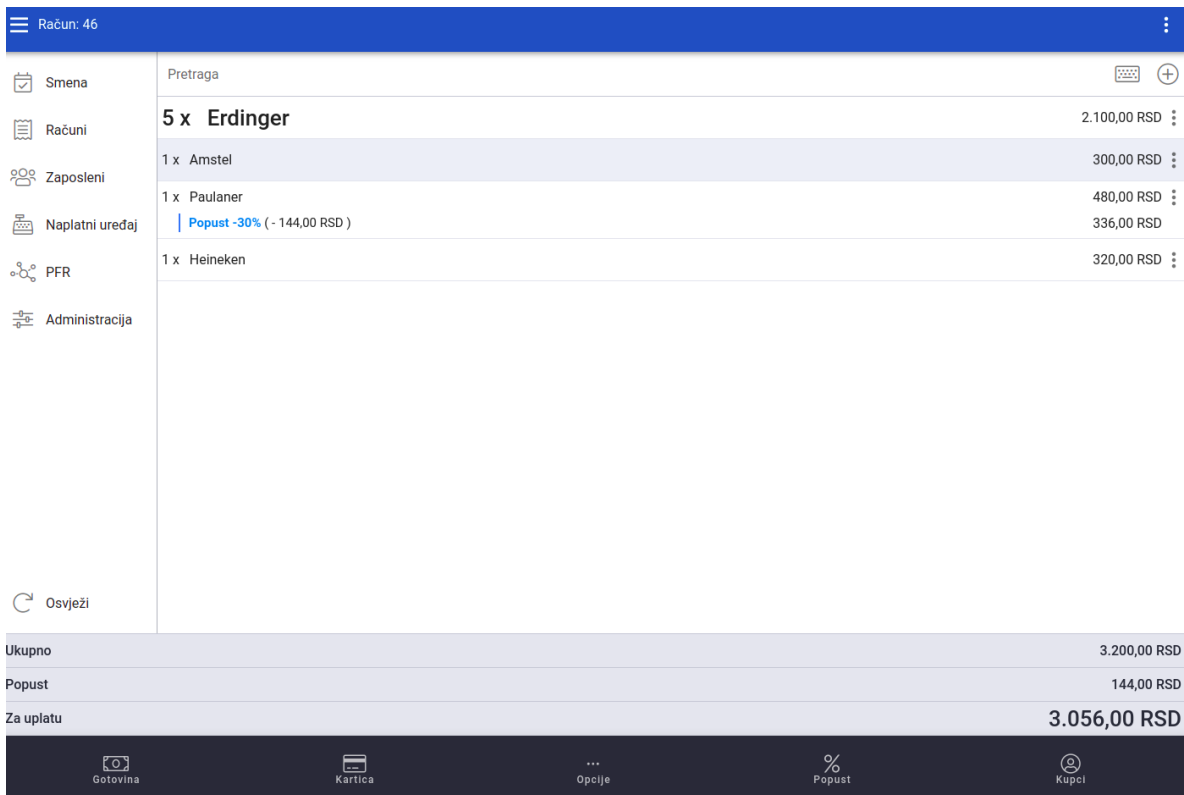 Račun: 46
Smena
Računi
Zaposleni
Naplatni uređaj
PFR
Administracija
Osvježi
Pretraga
5 x Erdinger 2.100,00 RSD
1 x Amstel 300,00 RSD
1 x Paulaner 480,00 RSD
Popust -30% ( - 144,00 RSD ) 336,00 RSD
1 x Heineken 320,00 RSD
Ukupno 3.200,00 RSD
Popust 144,00 RSD
Za uplatu 3.056,00 RSD
Gotovina Kartica Opcije Popust Kupci